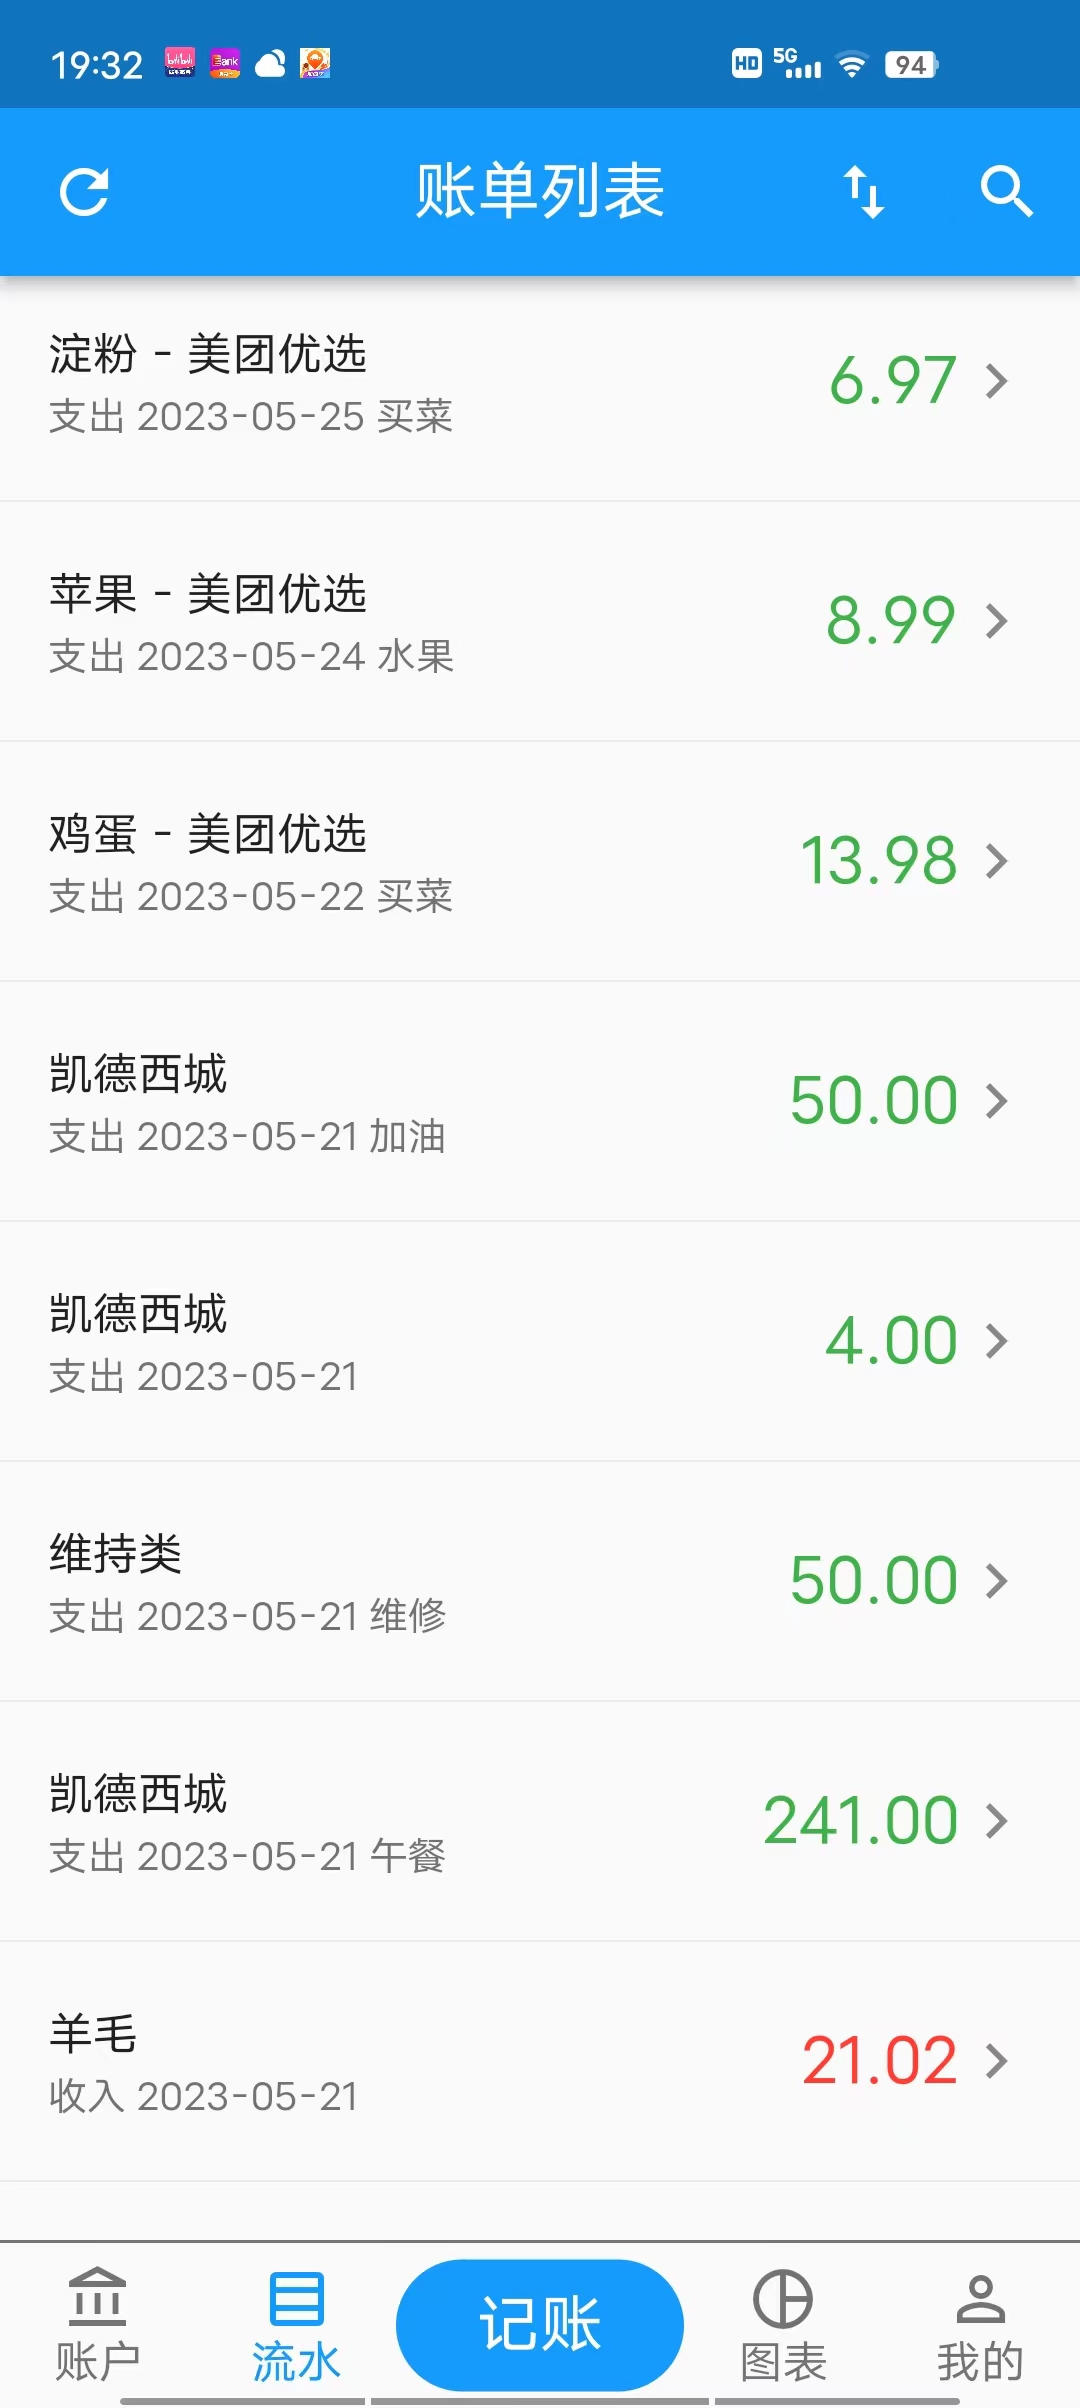 19:32 HD 5G 94
账单列表
淀粉 - 美团优选
6.97
支出 2023-05-25 买菜
苹果 - 美团优选
8.99
支出 2023-05-24 水果
鸡蛋 - 美团优选
13.98
支出 2023-05-22 买菜
凯德西城
50.00
支出 2023-05-21 加油
凯德西城
4.00
支出 2023-05-21
维持类
50.00
支出 2023-05-21 维修
凯德西城
241.00
支出 2023-05-21 午餐
羊毛
21.02
收入 2023-05-21
账户 流水 记账 图表 我的